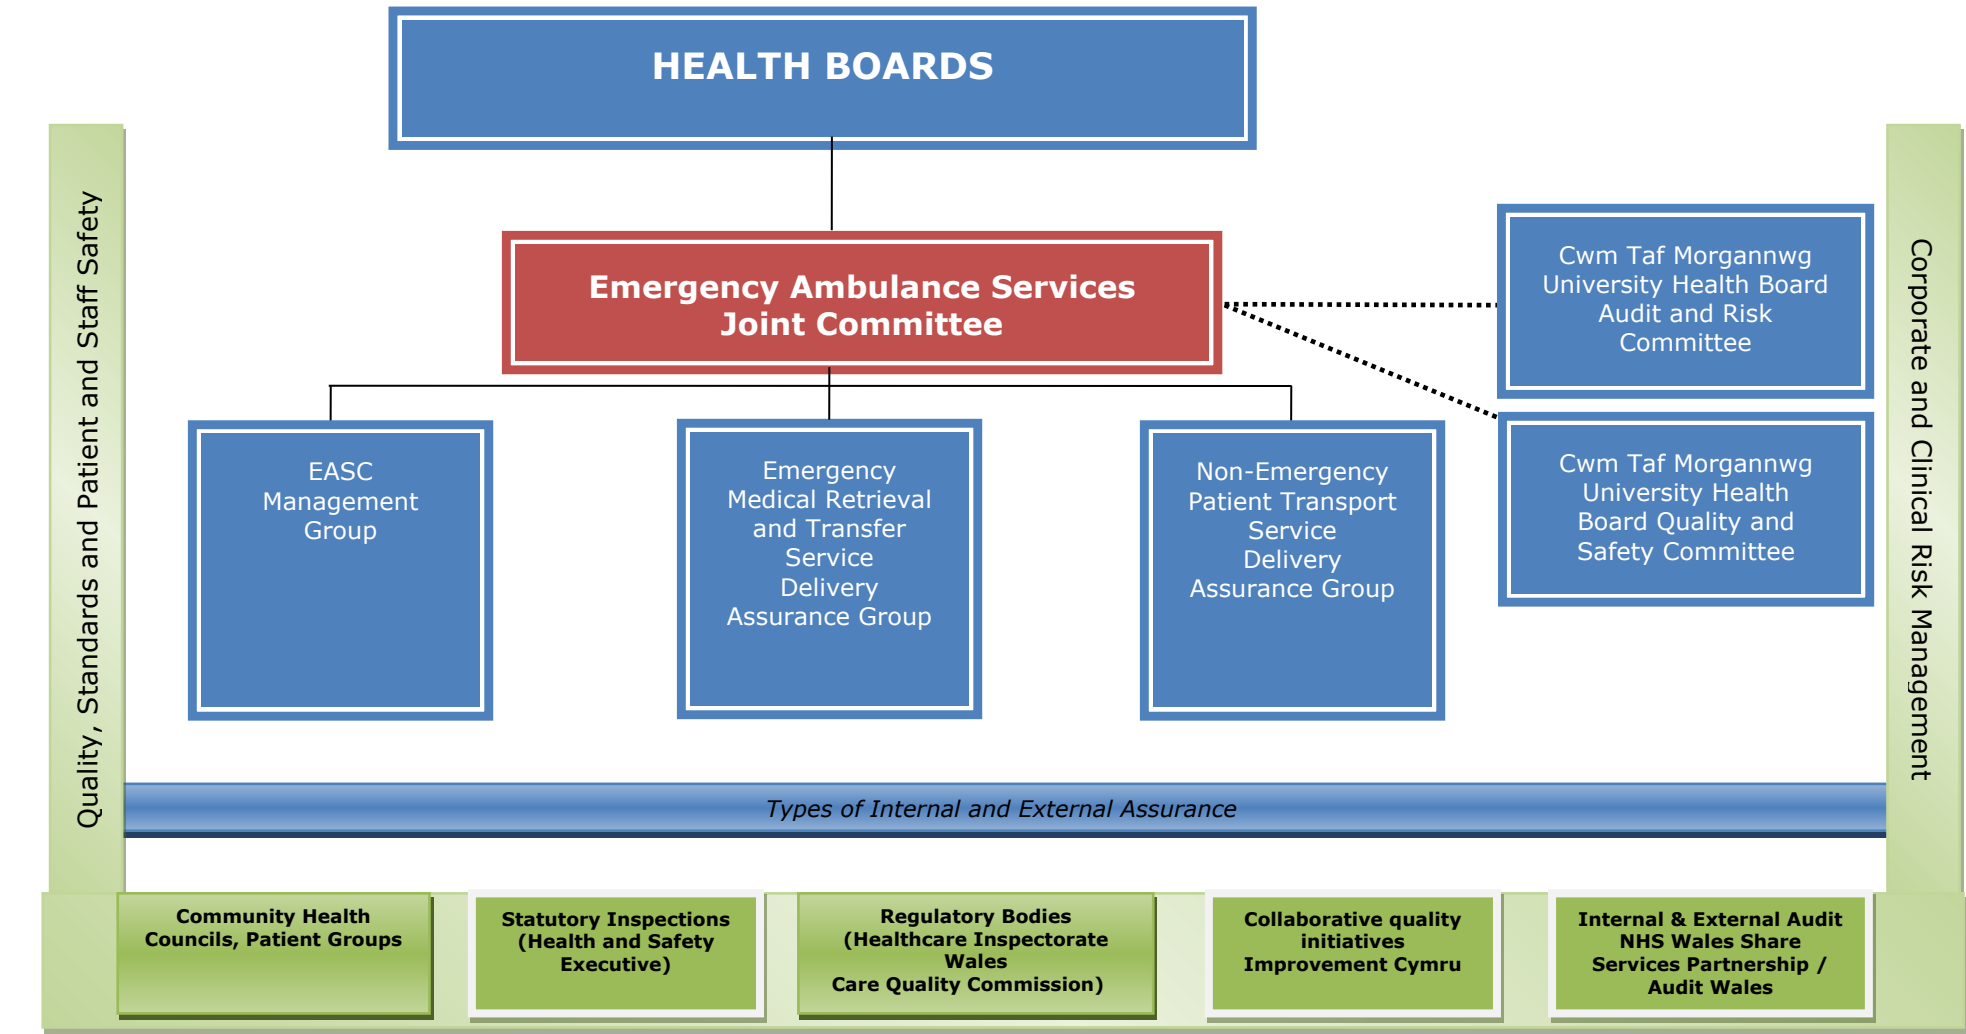 HEALTH BOARDS
Quality, Standards and Patient and Staff Safety
Emergency Ambulance Services
Joint Committee
Cwm Taf Morgannwg
University Health Board
Audit and Risk
Committee
Cwm Taf Morgannwg
University Health
Board Quality and
Safety Committee
Corporate and Clinical Risk Management
EASC
Management
Group
Emergency
Medical Retrieval
and Transfer
Service
Delivery
Assurance Group
Non-Emergency
Patient Transport
Service
Delivery
Assurance Group
Types of Internal and External Assurance
Community Health
Councils, Patient Groups
Statutory Inspections
(Health and Safety
Executive)
Regulatory Bodies
(Healthcare Inspectorate
Wales
Care Quality Commission)
Collaborative quality
initiatives
Improvement Cymru
Internal & External Audit
NHS Wales Share
Services Partnership /
Audit Wales